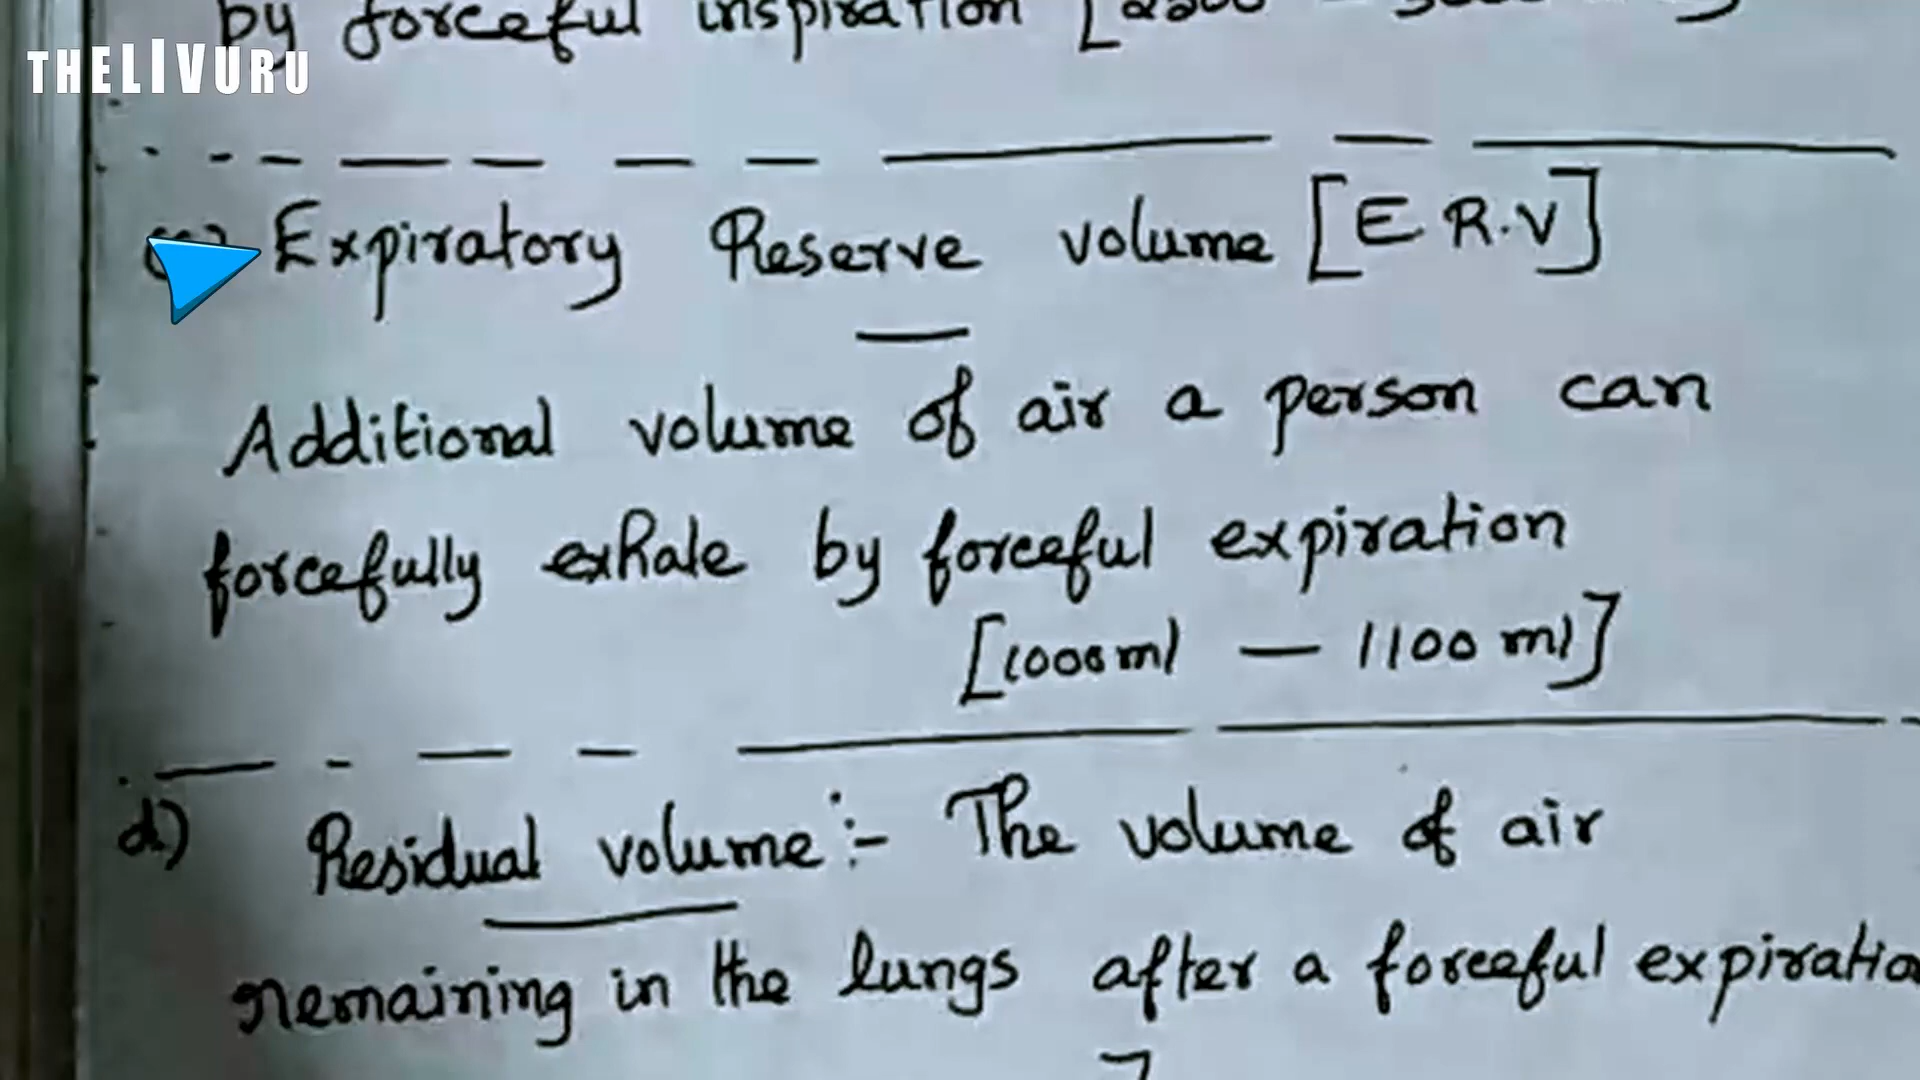 by forceful inspiration [2500
THELIVURU
Expiratory Reserve volume [E R.V]
Additional volume of air a person can
forcefully exhale by forceful expiration
[1000ml — 1100 ml]
d) Residual volume :- The volume of air
remaining in the lungs after a forceful expiratio